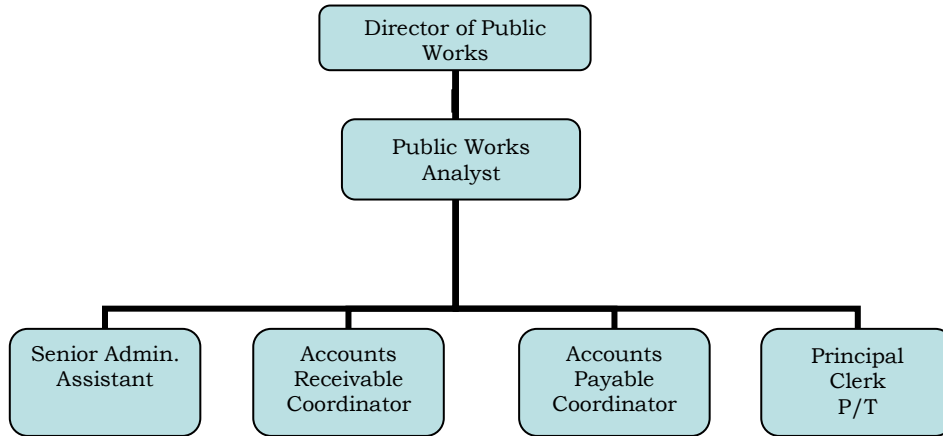 Director of Public
Works
Public Works
Analyst
Senior Admin.
Assistant
Accounts
Receivable
Coordinator
Accounts
Payable
Coordinator
Principal
Clerk
P/T